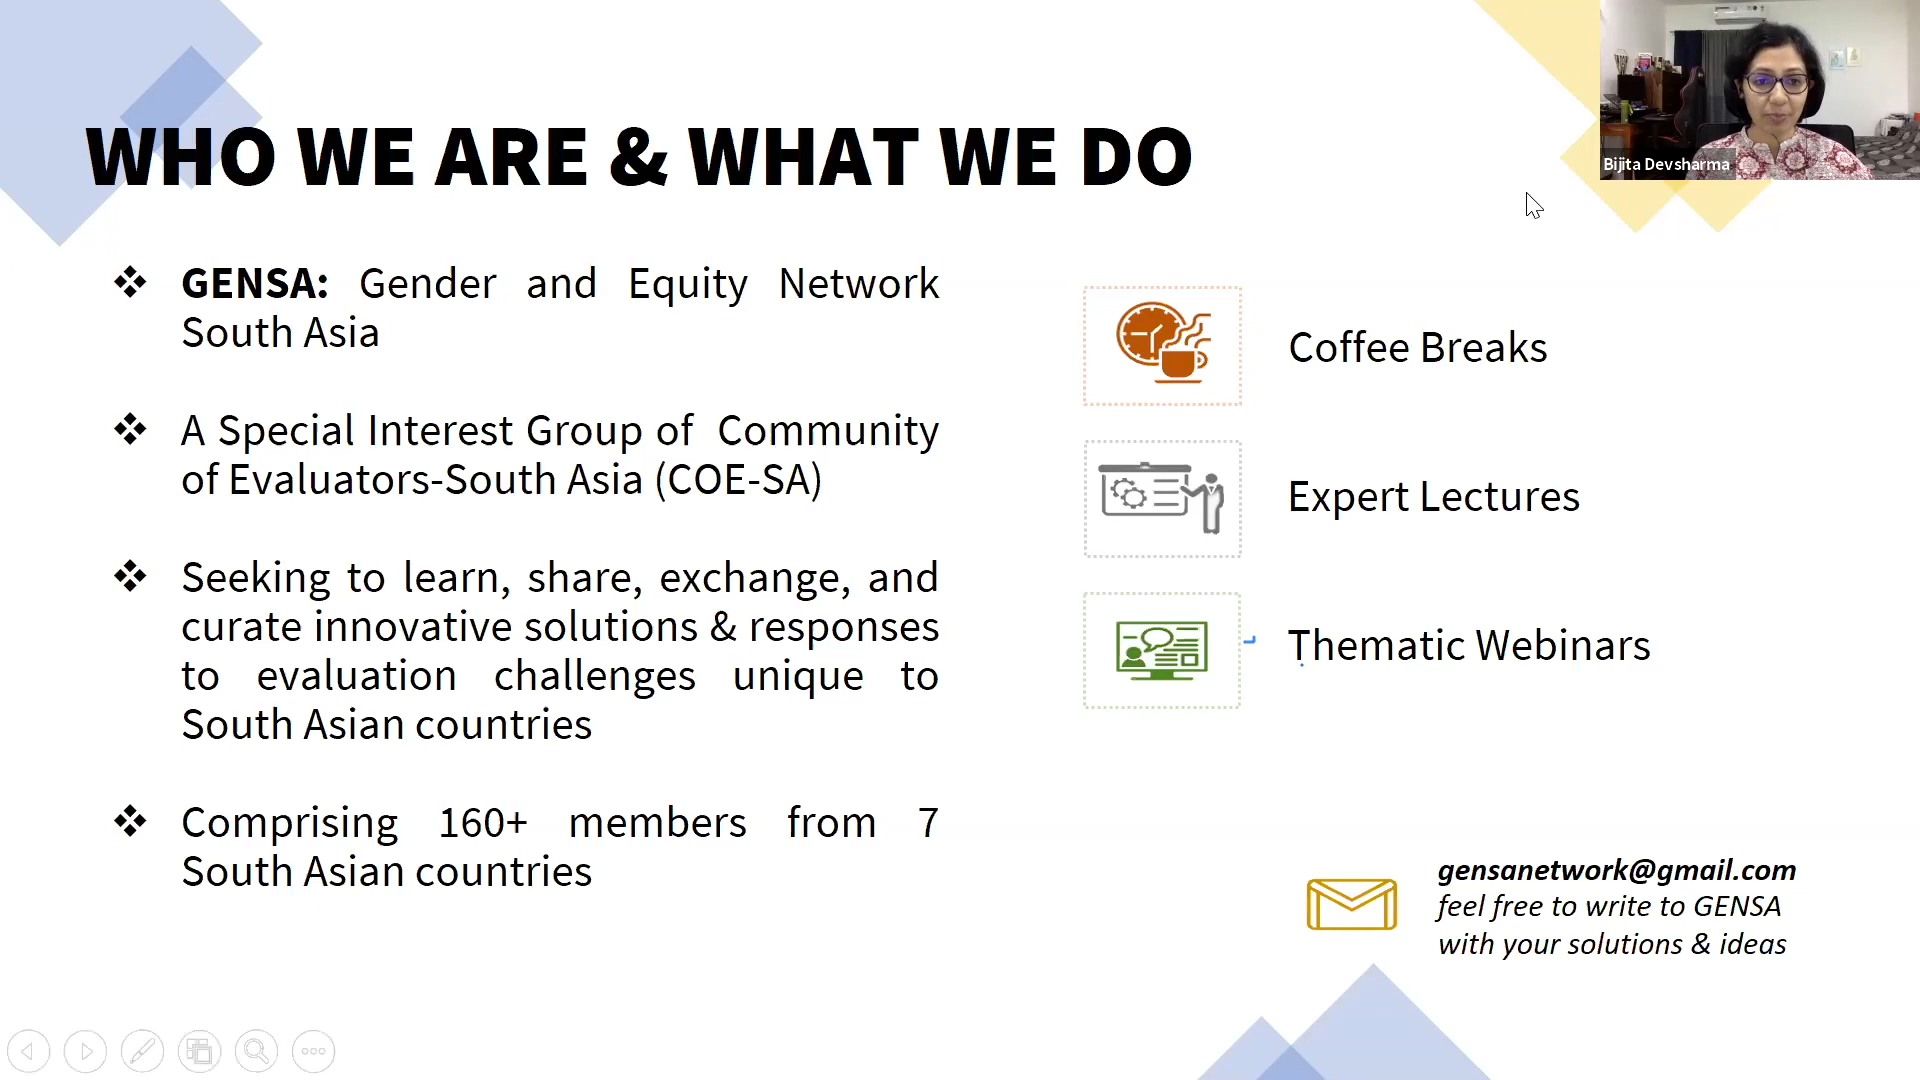 WHO WE ARE & WHAT WE DO
Bijita Devsharma
GENSA: Gender and Equity Network
South Asia
A Special Interest Group of Community
of Evaluators-South Asia (COE-SA)
Seeking to learn, share, exchange, and
curate innovative solutions & responses
to evaluation challenges unique to
South Asian countries
Comprising 160+ members from 7
South Asian countries
Coffee Breaks
Expert Lectures
Thematic Webinars
gensanetwork@gmail.com
feel free to write to GENSA
with your solutions & ideas